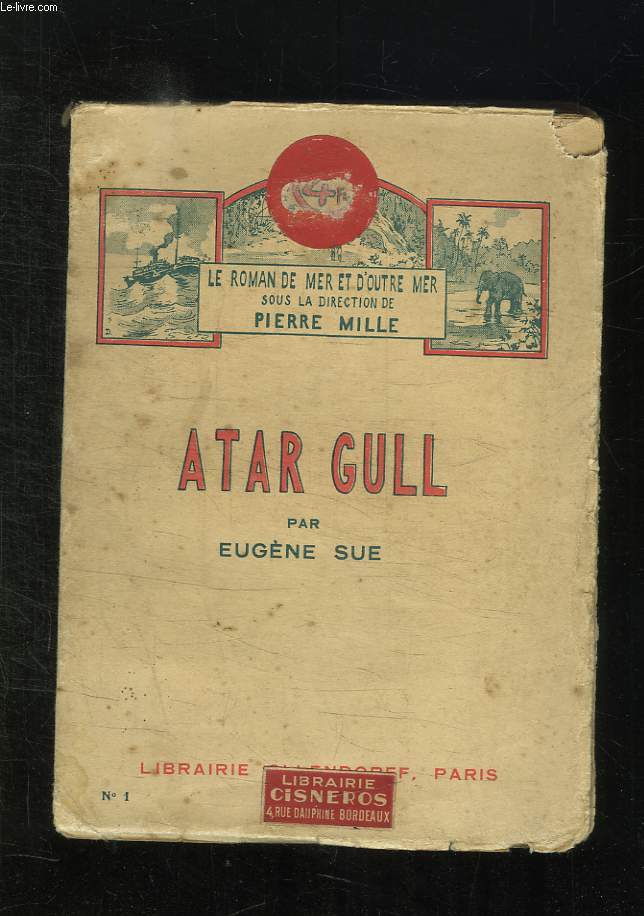 Le-livre.com
LE ROMAN DE MER ET D'OUTRE MER
SOUS LA DIRECTION DE
PIERRE MILLE
ATAR GULL
PAR
EUGÈNE SUE
LIBRAIRIE PARIS
LIBRAIRIE
CISNEROS
4, RUE DAUPHINE BORDEAUX
N° 1